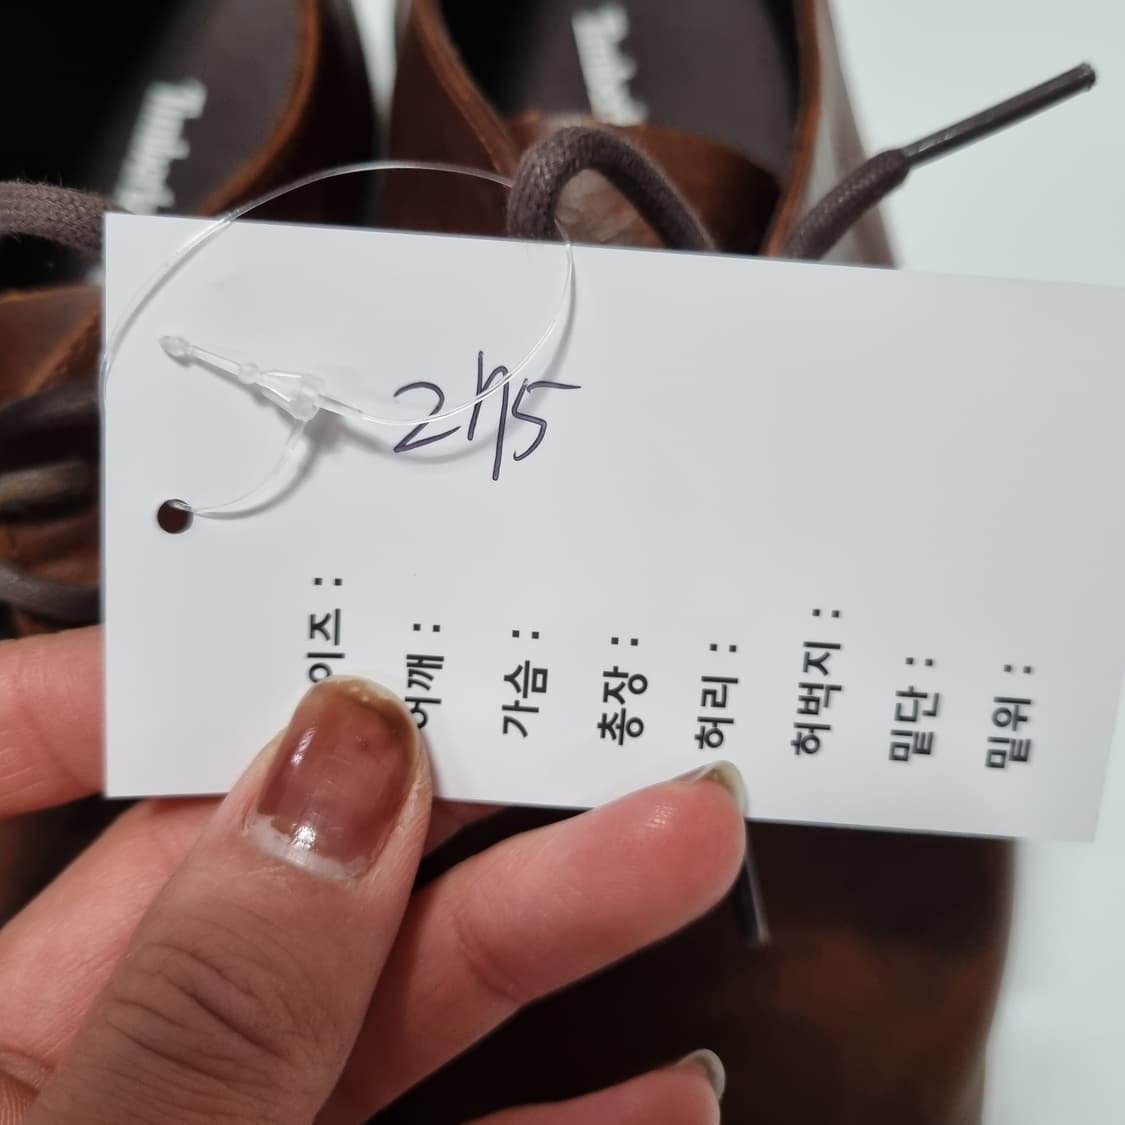 275
이즈 :
어깨 :
가슴 :
총장 :
허리 :
허벅지 :
밑단 :
밑위 :